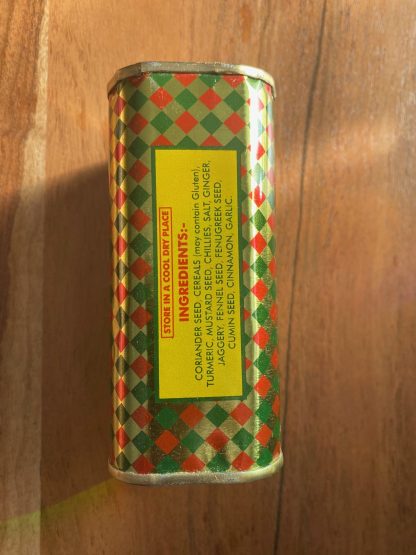 STORE IN A COOL DRY PLACE
INGREDIENTS:-
CORIANDER SEED, CEREALS (may contain Gluten),
TURMERIC, MUSTARD SEED, CHILLIES, SALT, GINGER,
JAGGERY, FENNEL SEED, FENUGREEK SEED,
CUMIN SEED, CINNAMON, GARLIC.